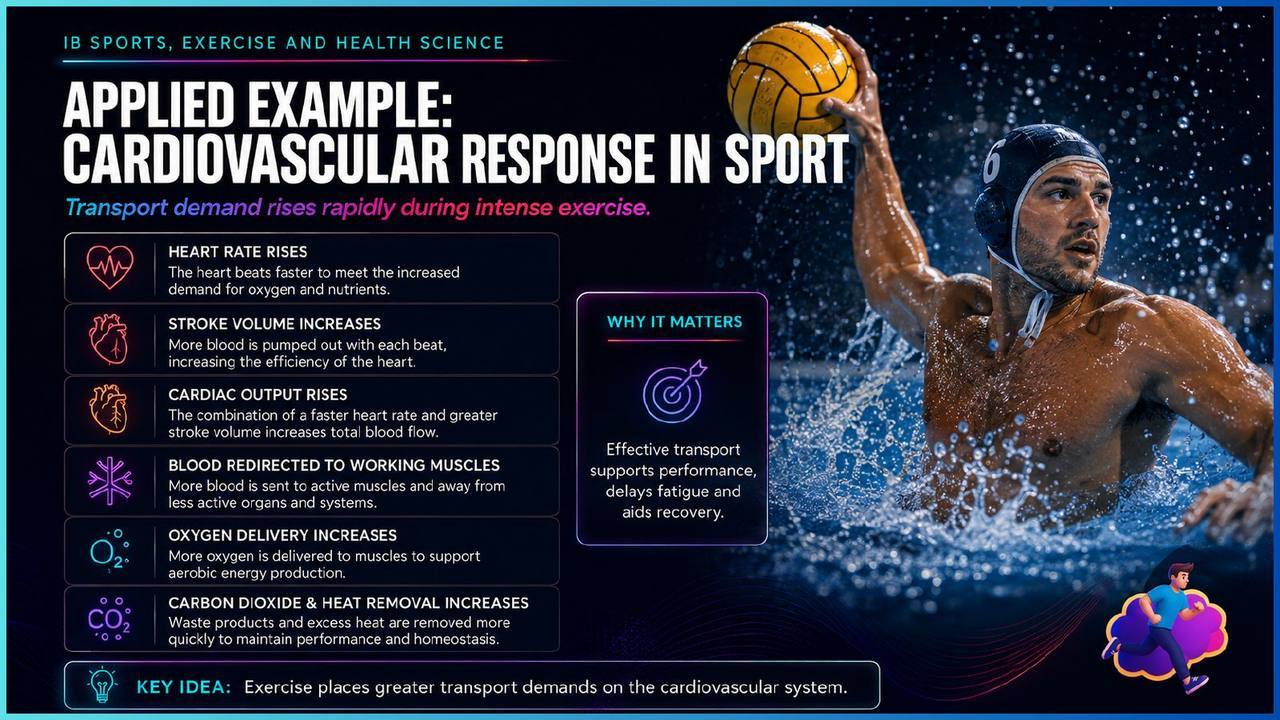 IB SPORTS, EXERCISE AND HEALTH SCIENCE
APPLIED EXAMPLE:
CARDIOVASCULAR RESPONSE IN SPORT
Transport demand rises rapidly during intense exercise.
HEART RATE RISES
The heart beats faster to meet the increased
demand for oxygen and nutrients.
STROKE VOLUME INCREASES
More blood is pumped out with each beat,
increasing the efficiency of the heart.
CARDIAC OUTPUT RISES
The combination of a faster heart rate and greater
stroke volume increases total blood flow.
BLOOD REDIRECTED TO WORKING MUSCLES
More blood is sent to active muscles and away from
less active organs and systems.
O₂
OXYGEN DELIVERY INCREASES
More oxygen is delivered to muscles to support
aerobic energy production.
CO₂
CARBON DIOXIDE & HEAT REMOVAL INCREASES
Waste products and excess heat are removed more
quickly to maintain performance and homeostasis.
WHY IT MATTERS
Effective transport
supports performance,
delays fatigue and
aids recovery.
6
KEY IDEA: Exercise places greater transport demands on the cardiovascular system.